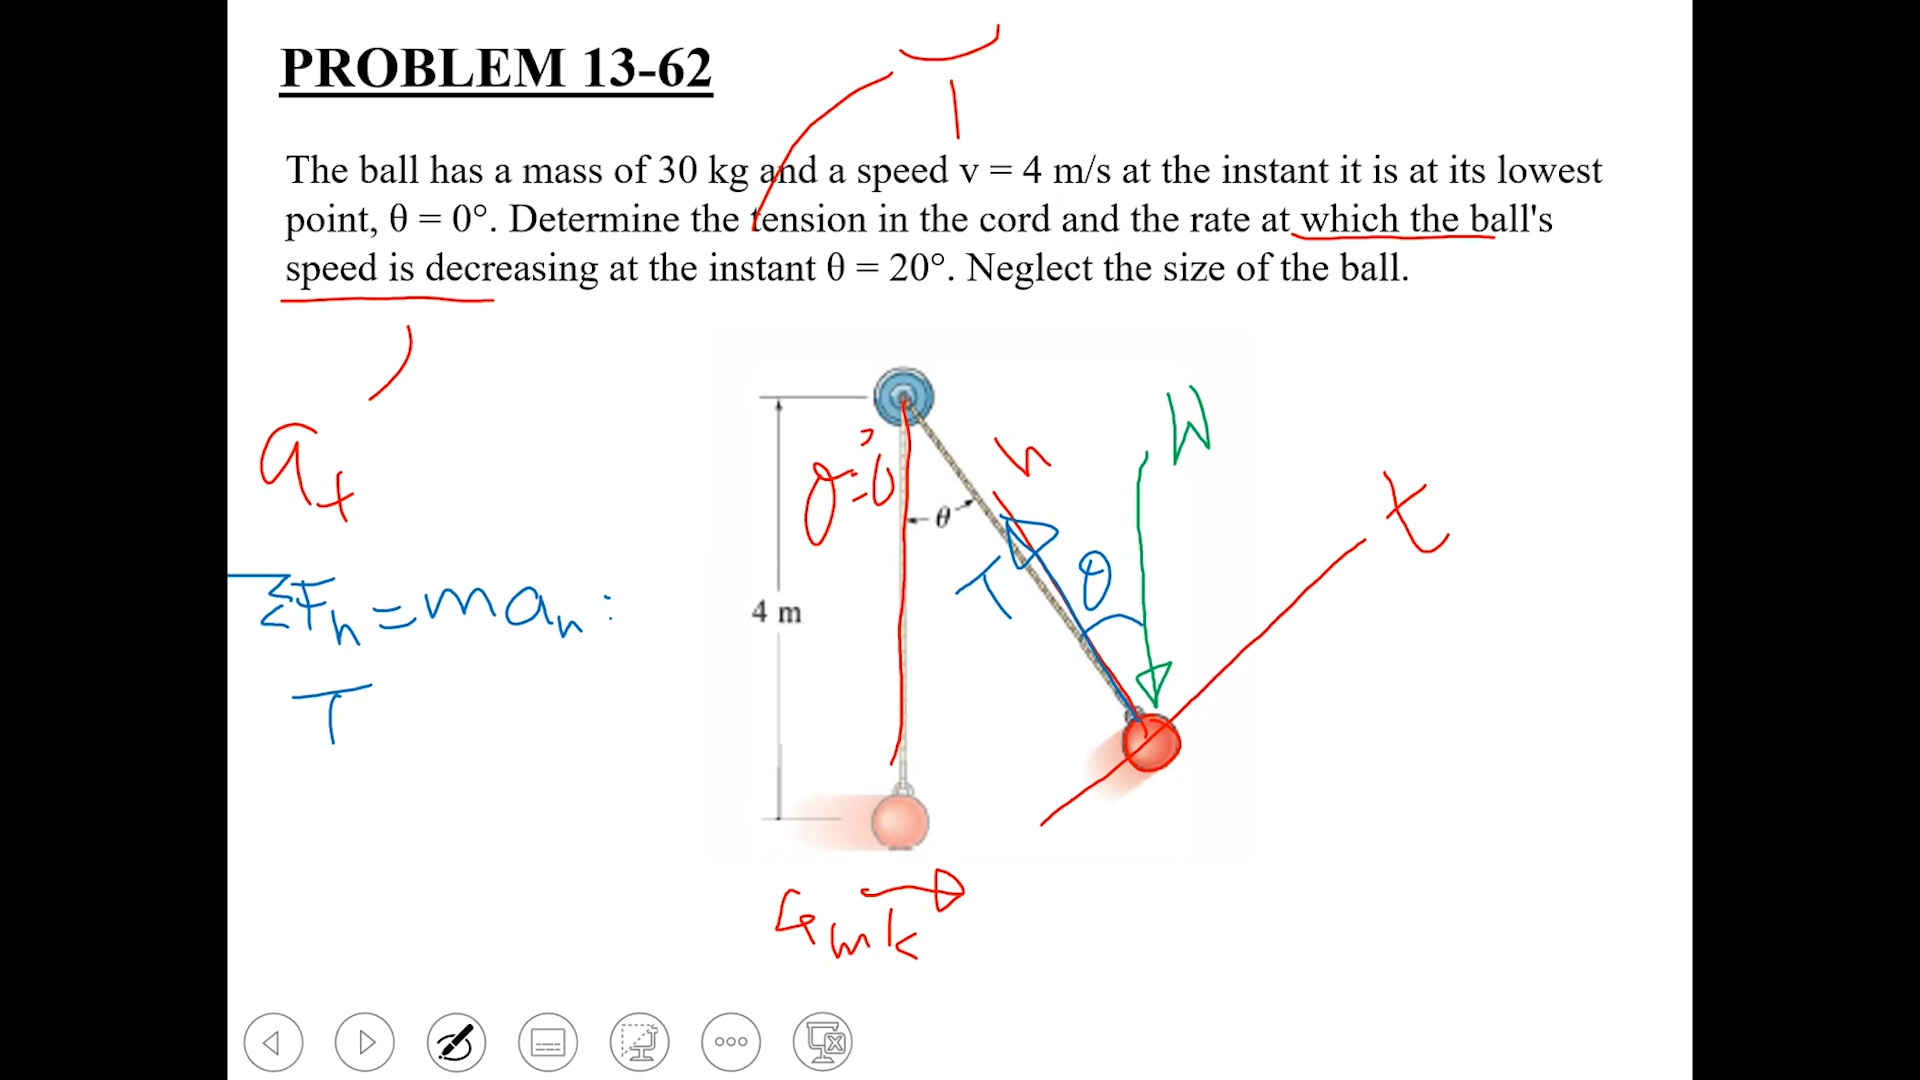 PROBLEM 13-62
The ball has a mass of 30 kg and a speed v = 4 m/s at the instant it is at its lowest
point, θ = 0°. Determine the tension in the cord and the rate at which the ball's
speed is decreasing at the instant θ = 20°. Neglect the size of the ball.
W
n
a_t
θ=0°
t
θ
T
θ
ΣF_n = ma_n :
4 m
T
4 m/s